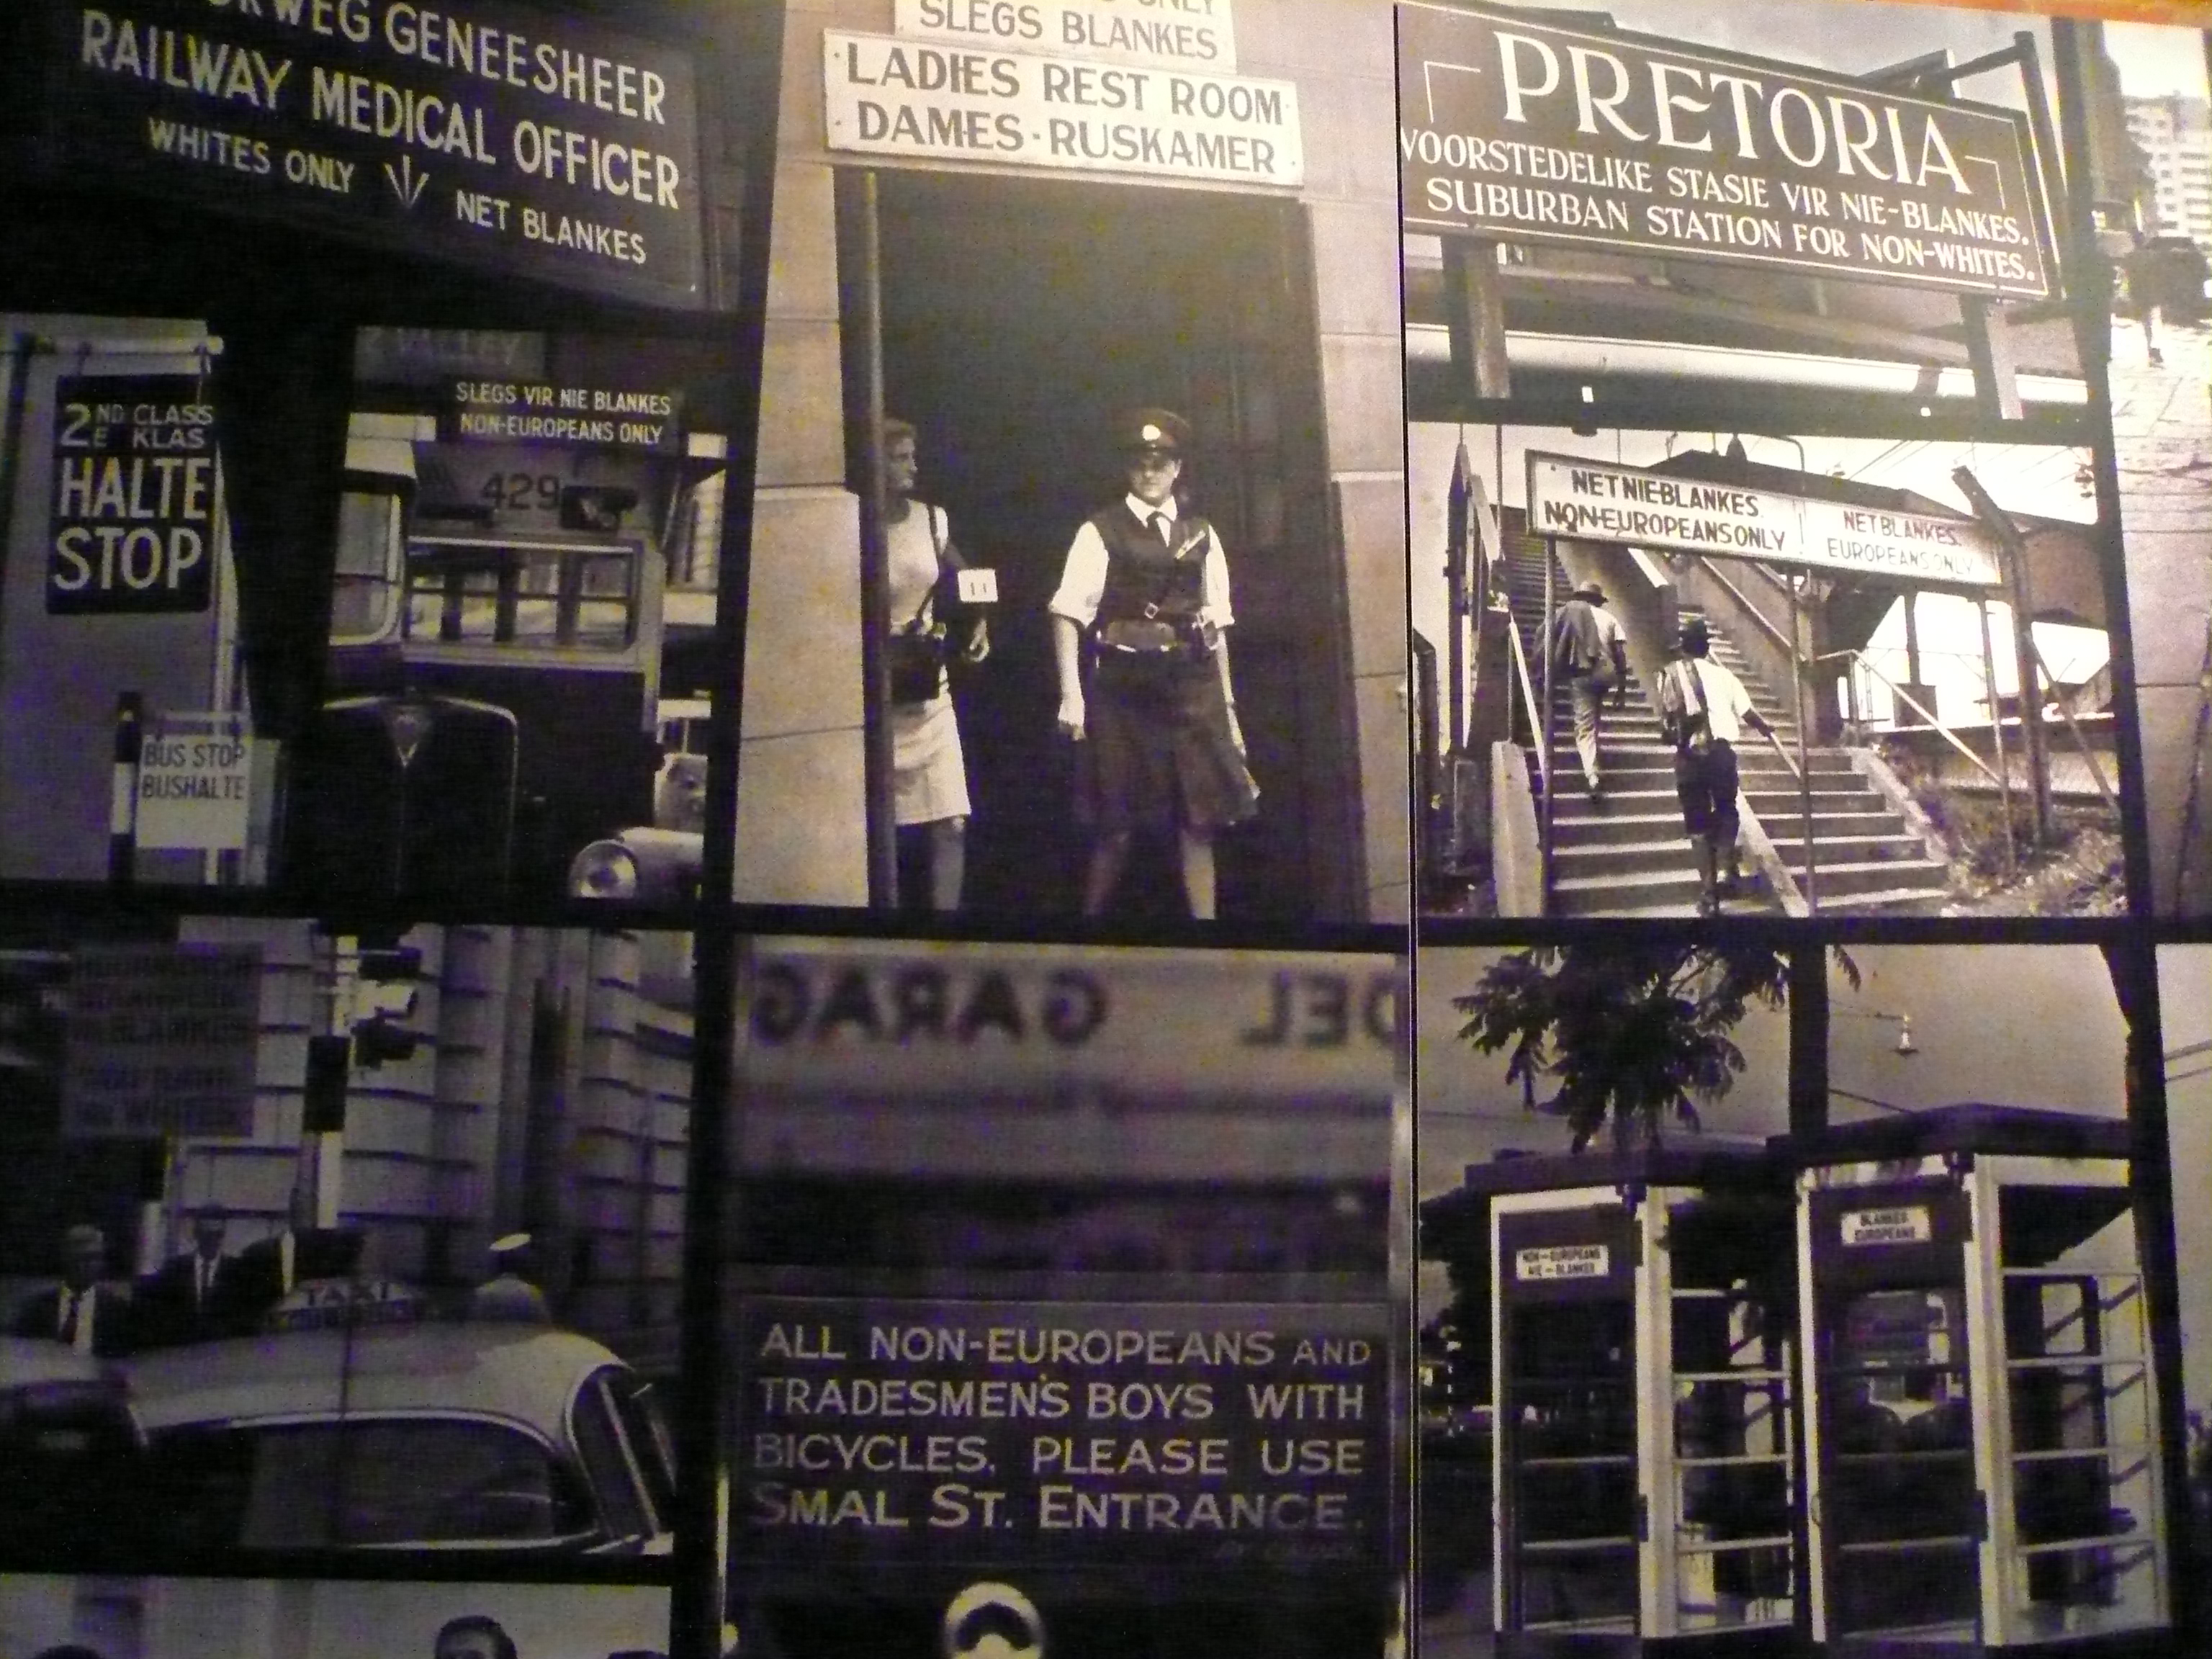 GENEESHEER
RAILWAY MEDICAL OFFICER
WHITES ONLY NET BLANKES
ONLY
SLEGS BLANKES
LADIES REST ROOM
DAMES-RUSKAMER
PRETORIA
VOORSTEDELIKE STASIE VIR NIE-BLANKES.
SUBURBAN STATION FOR NON-WHITES.
2ND CLASS
2E KLAS
HALTE
STOP
BUS STOP
BUSHALTE
SLEGS VIR NIE BLANKES
NON-EUROPEANS ONLY
429
11
NET NIE-BLANKES
NON-EUROPEANS ONLY
NET BLANKES.
EUROPEANS ONLY
TAXI
GARAG
DEL
ALL NON-EUROPEANS AND
TRADESMEN'S BOYS WITH
BICYCLES, PLEASE USE
SMAL ST. ENTRANCE.
NON-EUROPEANS
NIE-BLANKES
BLANKES
EUROPEANS